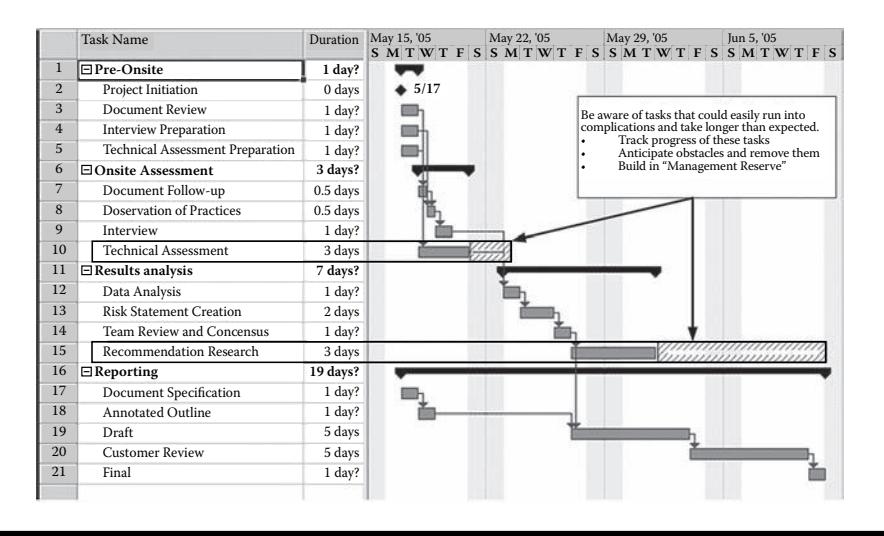 Task Name Duration May 15, '05 May 22, '05 May 29, '05 Jun 5, '05
S M T W T F S S M T W T F S S M T W T F S S M T W T F S
1 Pre-Onsite 1 day?
2 Project Initiation 0 days 5/17
3 Document Review 1 day?
4 Interview Preparation 1 day?
5 Technical Assessment Preparation 1 day?
6 Onsite Assessment 3 days?
7 Document Follow-up 0.5 days
8 Doservation of Practices 0.5 days
9 Interview 1 day?
10 Technical Assessment 3 days
11 Results analysis 7 days?
12 Data Analysis 1 day?
13 Risk Statement Creation 2 days
14 Team Review and Concensus 1 day?
15 Recommendation Research 3 days
16 Reporting 19 days?
17 Document Specification 1 day?
18 Annotated Outline 1 day?
19 Draft 5 days
20 Customer Review 5 days
21 Final 1 day?
Be aware of tasks that could easily run into
complications and take longer than expected.
• Track progress of these tasks
• Anticipate obstacles and remove them
• Build in “Management Reserve”